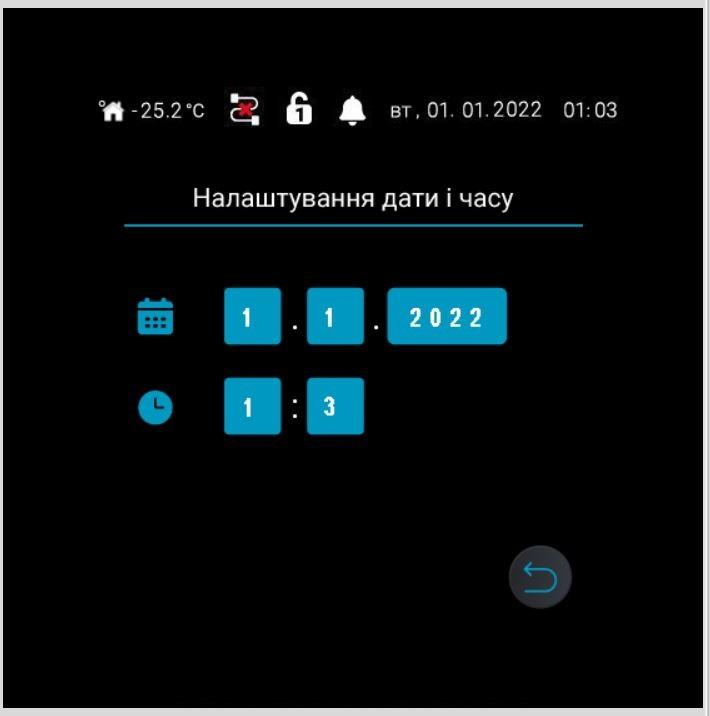 - 25.2 °C 1 вт, 01. 01. 2022 01:03
Налаштування дати і часу
1 . 1 . 2022
1 : 3